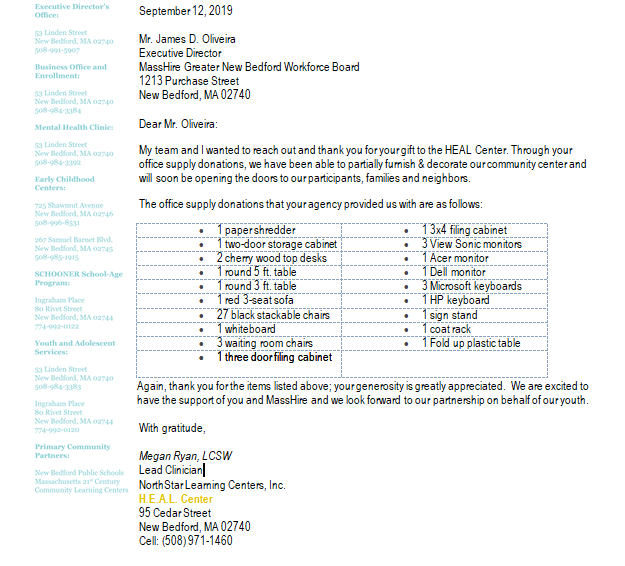 Executive Director's
Office:
53 Linden Street
New Bedford, MA 02740
508-991-5907
Business Office and
Enrollment:
53 Linden Street
New Bedford, MA 02740
508-984-3384
Mental Health Clinic:
53 Linden Street
New Bedford, MA 02740
508-984-3392
Early Childhood
Centers:
725 Shawmut Avenue
New Bedford, MA 02746
508-996-8531
267 Samuel Barnet Blvd.
New Bedford, MA 02745
508-985-1915
SCHOONER School-Age
Program:
Ingraham Place
80 Rivet Street
New Bedford, MA 02744
774-992-0122
Youth and Adolescent
Services:
53 Linden Street
New Bedford, MA 02740
508-984-3383
Ingraham Place
80 Rivet Street
New Bedford, MA 02744
774-992-0120
Primary Community
Partners:
New Bedford Public Schools
Massachusetts 21st Century
Community Learning Centers
September 12, 2019
Mr. James D. Oliveira
Executive Director
MassHire Greater New Bedford Workforce Board
1213 Purchase Street
New Bedford, MA 02740
Dear Mr. Oliveira:
My team and I wanted to reach out and thank you for your gift to the HEAL Center. Through your
office supply donations, we have been able to partially furnish & decorate our community center and
will soon be opening the doors to our participants, families and neighbors.
The office supply donations that your agency provided us with are as follows:
• 1 paper shredder • 1 3x4 filing cabinet
• 1 two-door storage cabinet • 3 View Sonic monitors
• 2 cherry wood top desks • 1 Acer monitor
• 1 round 5 ft. table • 1 Dell monitor
• 1 round 3 ft. table • 3 Microsoft keyboards
• 1 red 3-seat sofa • 1 HP keyboard
• 27 black stackable chairs • 1 sign stand
• 1 whiteboard • 1 coat rack
• 3 waiting room chairs • 1 Fold up plastic table
• 1 three door filing cabinet
Again, thank you for the items listed above; your generosity is greatly appreciated. We are excited to
have the support of you and MassHire and we look forward to our partnership on behalf of our youth.
With gratitude,
Megan Ryan, LCSW
Lead Clinician
NorthStar Learning Centers, Inc.
H.E.A.L. Center
95 Cedar Street
New Bedford, MA 02740
Cell: (508) 971-1460